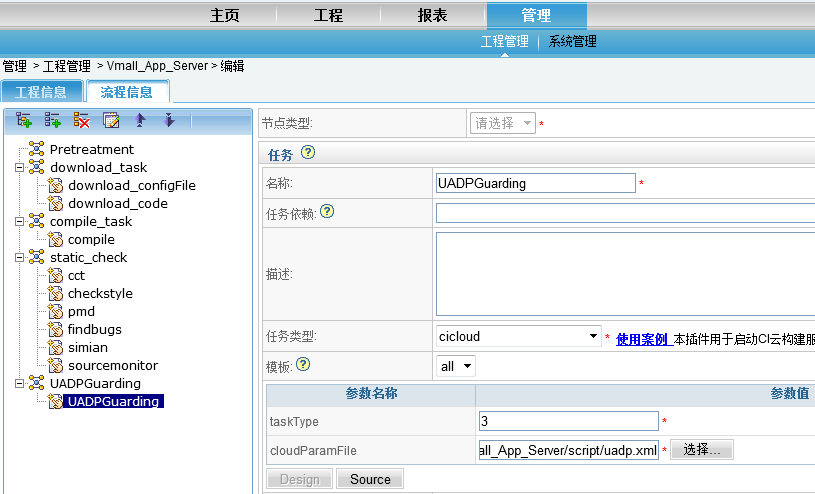 主页 工程 报表 管理
工程管理 系统管理
管理 > 工程管理 > Vmall_App_Server > 编辑
工程信息 流程信息
Pretreatment
download_task
download_configFile
download_code
compile_task
compile
static_check
cct
checkstyle
pmd
findbugs
simian
sourcemonitor
UADPGuarding
UADPGuarding
节点类型: 请选择 *
任务 ?
名称: UADPGuarding *
任务依赖: ?
描述:
任务类型: cicloud * 使用案例 本插件用于启动CI云构建服
模板: ? all
参数名称 参数值
taskType 3 *
cloudParamFile all_App_Server/script/uadp.xml * 选择...
Design Source